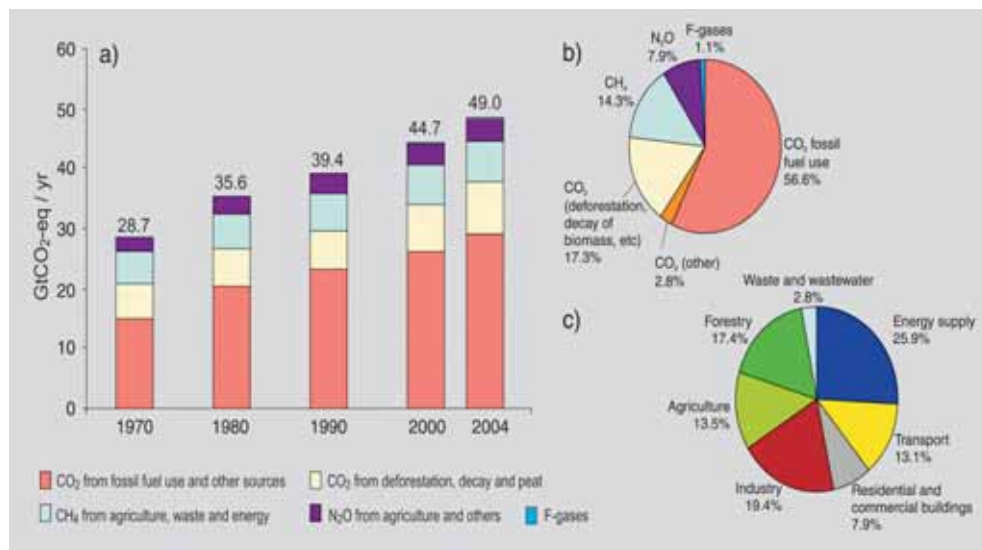 a)
GtCO2-eq / yr
60
50
40
30
20
10
0
28.7
35.6
39.4
44.7
49.0
1970
1980
1990
2000
2004
CO2 from fossil fuel use and other sources
CO2 from deforestation, decay and peat
CH4 from agriculture, waste and energy
N2O from agriculture and others
F-gases
b)
F-gases
1.1%
N2O
7.9%
CH4
14.3%
CO2 fossil
fuel use
56.6%
CO2
(deforestation,
decay of
biomass, etc)
17.3%
CO2 (other)
2.8%
c)
Waste and wastewater
2.8%
Forestry
17.4%
Energy supply
25.9%
Agriculture
13.5%
Transport
13.1%
Industry
19.4%
Residential and
commercial buildings
7.9%